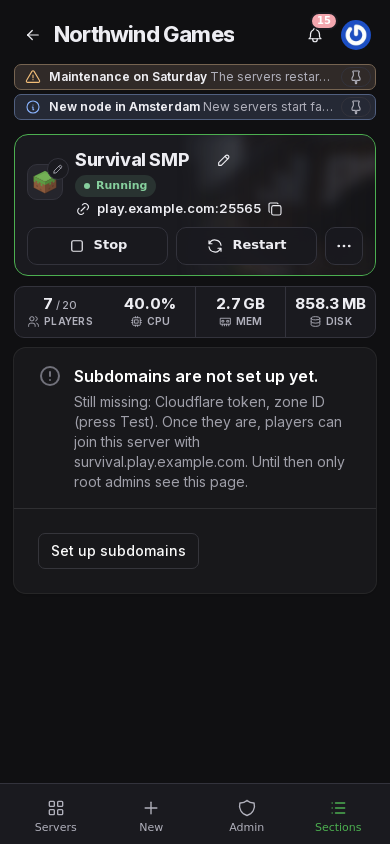 Northwind Games
15
Maintenance on Saturday The servers restar...
New node in Amsterdam New servers start fa...
Survival SMP
Running
play.example.com:25565
Stop
Restart
7 / 20
PLAYERS
40.0%
CPU
2.7 GB
MEM
858.3 MB
DISK
Subdomains are not set up yet.
Still missing: Cloudflare token, zone ID
(press Test). Once they are, players can
join this server with
survival.play.example.com. Until then only
root admins see this page.
Set up subdomains
Servers
New
Admin
Sections